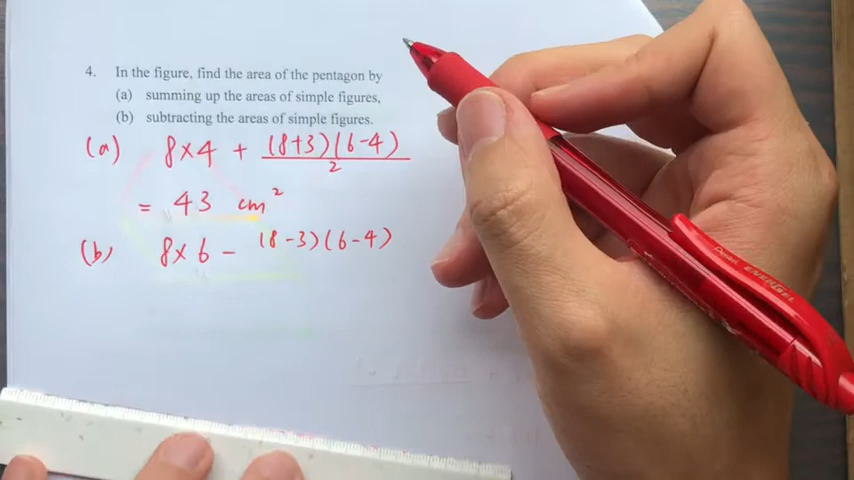 4. In the figure, find the area of the pentagon by
(a) summing up the areas of simple figures,
(b) subtracting the areas of simple figures.
(a) 8×4 + (8+3)(6-4)
2
= 43 cm²
(b) 8×6 - (8-3)(6-4)
Pentel ENERGEL